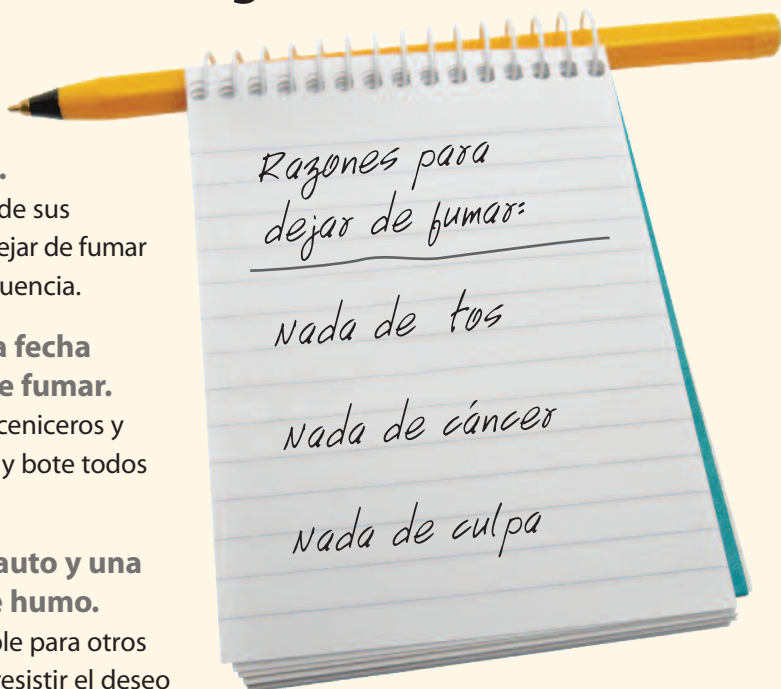 de sus
ejar de fumar
uencia.
a fecha
e fumar.
ceniceros y
y bote todos
auto y una
e humo.
ble para otros
resistir el deseo
Razones para
dejar de fumar:
Nada de tos
Nada de cáncer
Nada de culpa